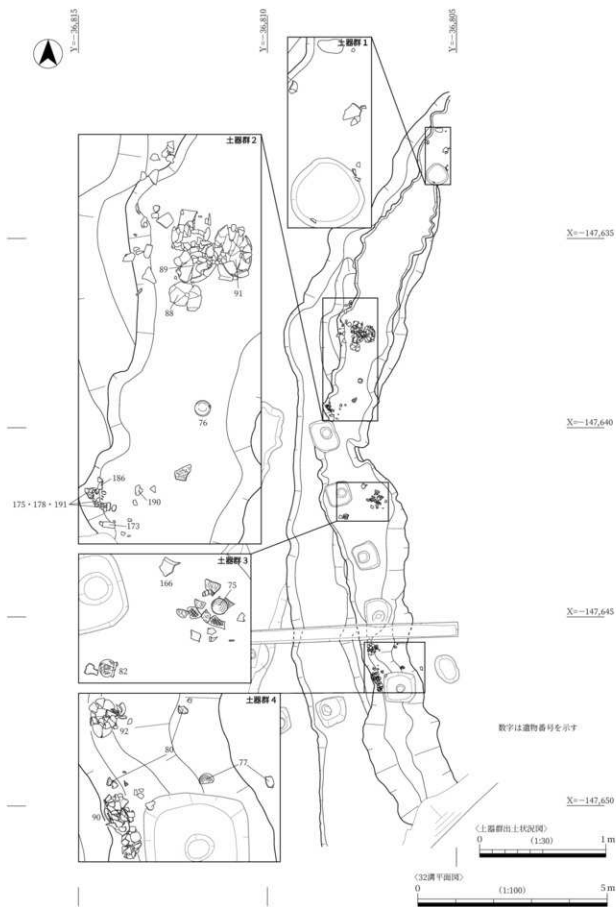 Y=−36,815
Y=−36,810
Y=−36,805
土器群1
土器群2
X=−147,635
89
91
88
76
X=−147,640
186
175・178・191
190
173
土器群3
166
75
X=−147,645
82
土器群4
92
80
77
90
数字は遺物番号を示す
X=−147,650
〈土器群出土状況図〉
0 (1:30) 1 m
〈32溝平面図〉
0 (1:100) 5 m